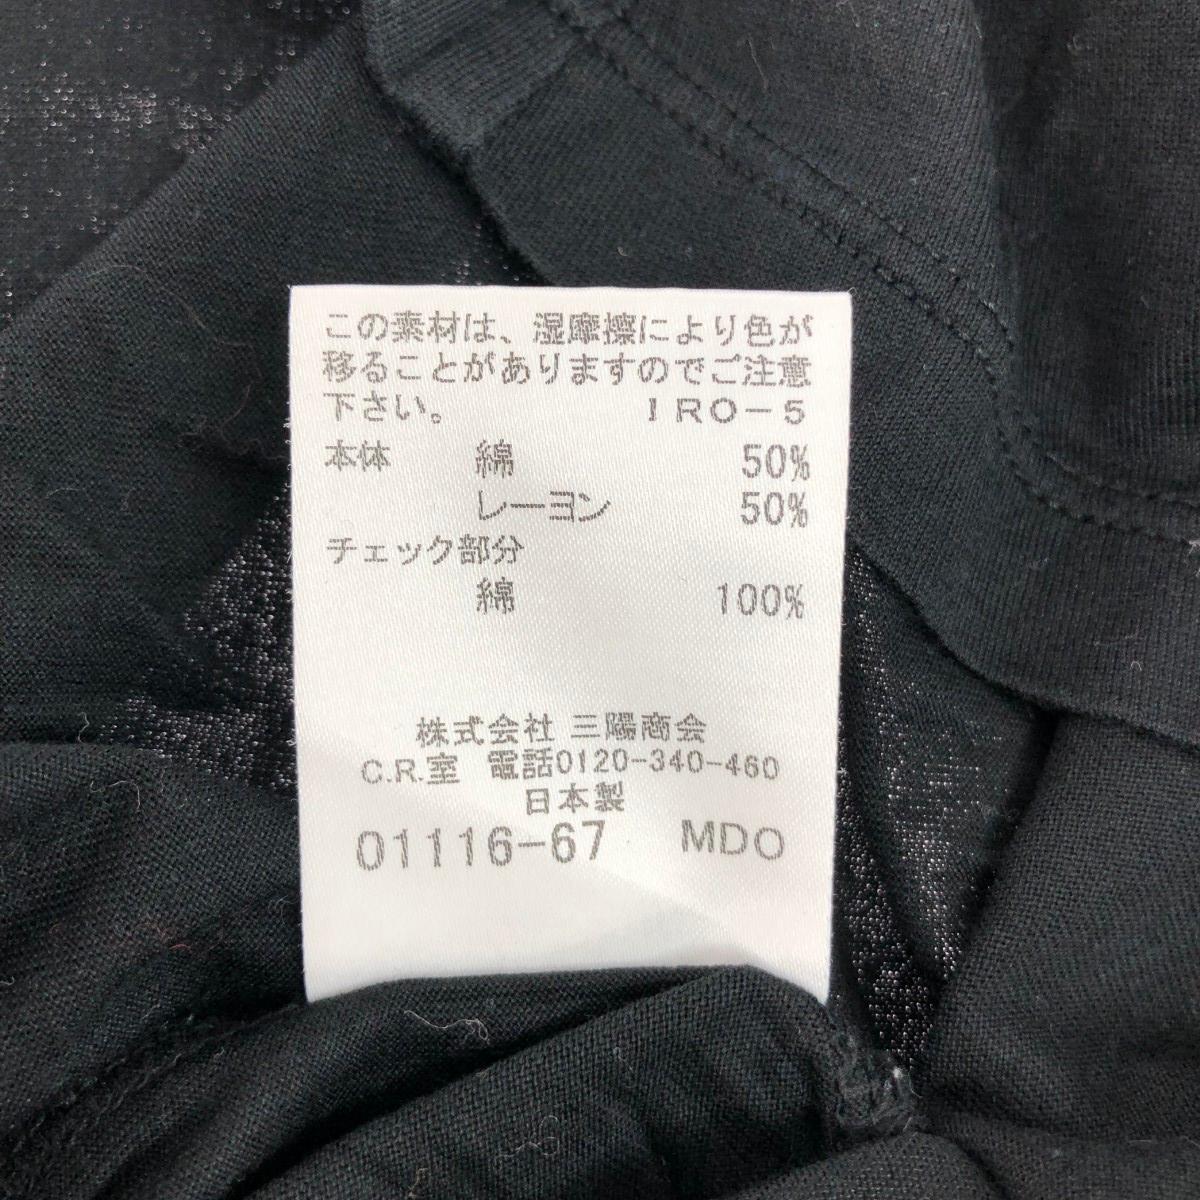 この素材は、湿摩擦により色が
移ることがありますのでご注意
下さい。 IRO-5
本体 綿 50%
レーヨン 50%
チェック部分
綿 100%
株式会社 三陽商会
C.R.室 電話0120-340-460
日本製
01116-67 MDO